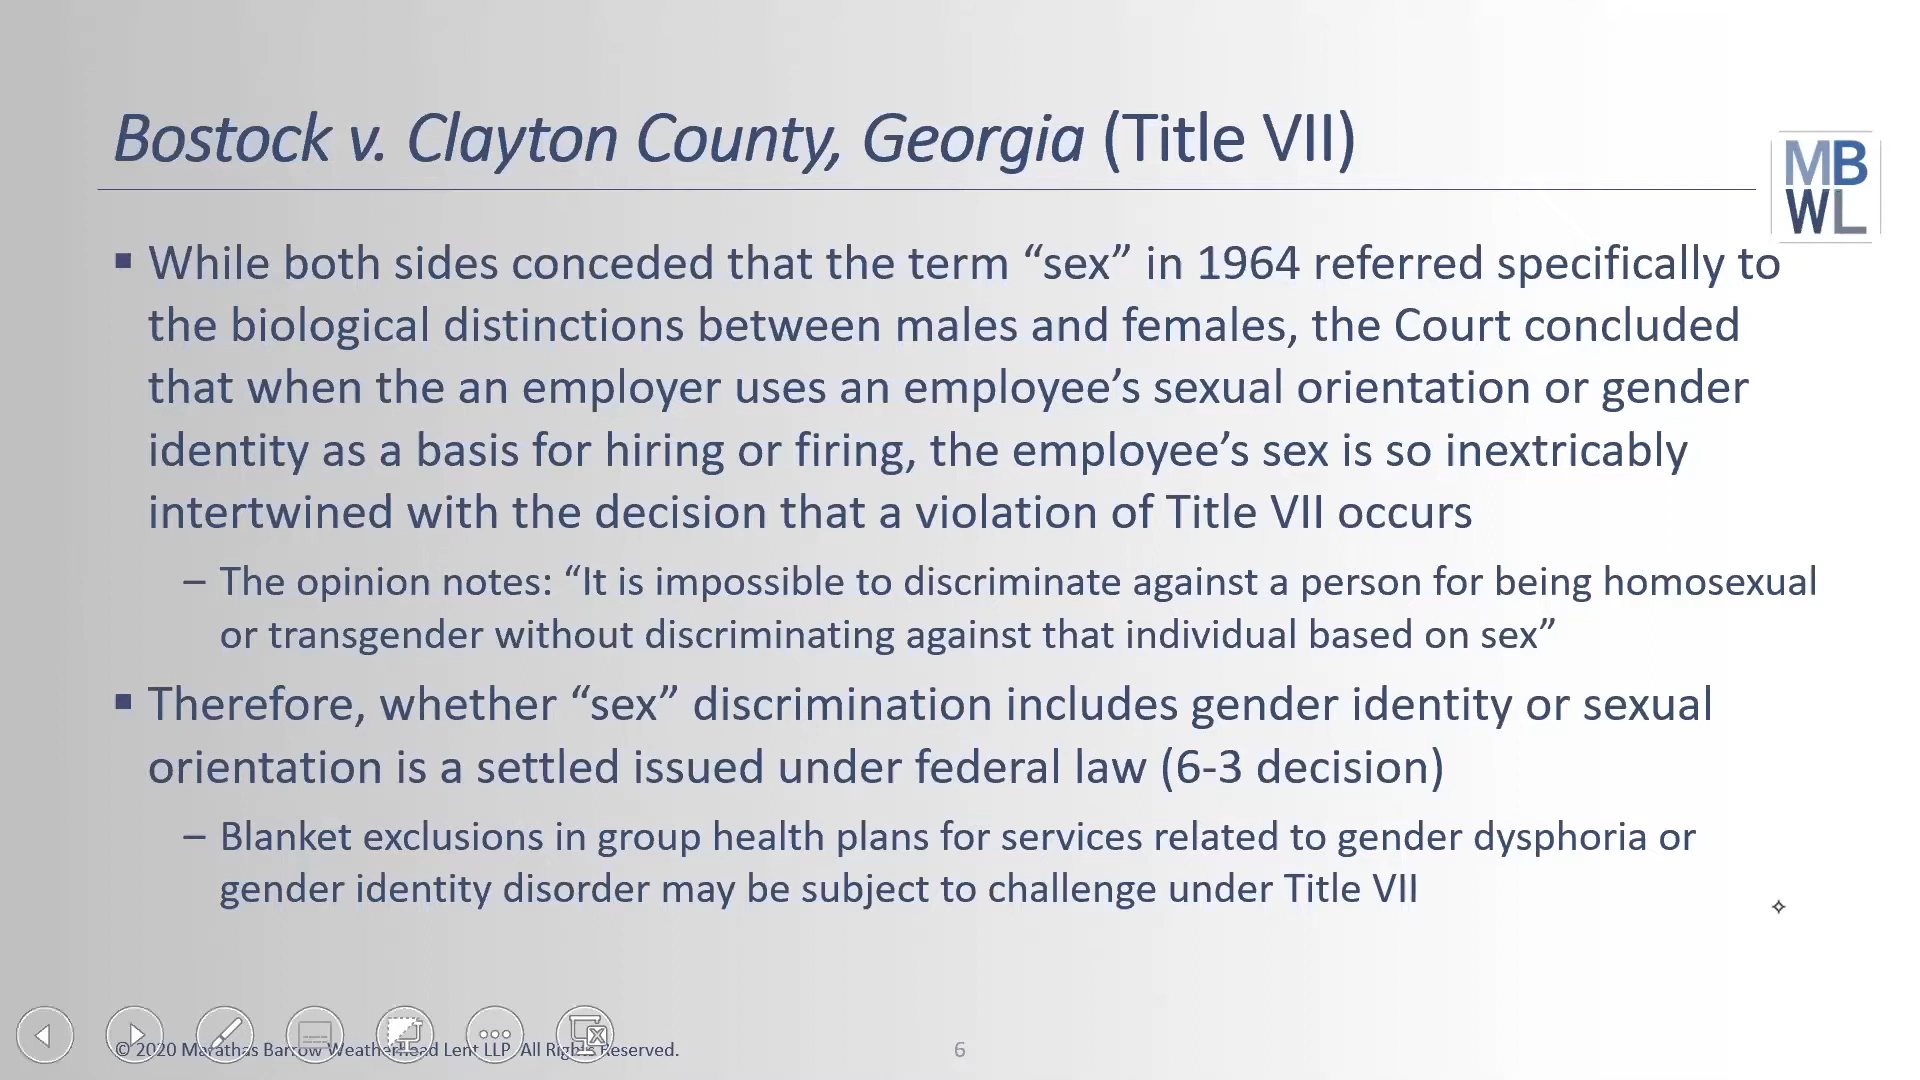 Bostock v. Clayton County, Georgia (Title VII)
MB
WL
▪ While both sides conceded that the term “sex” in 1964 referred specifically to
the biological distinctions between males and females, the Court concluded
that when the an employer uses an employee’s sexual orientation or gender
identity as a basis for hiring or firing, the employee’s sex is so inextricably
intertwined with the decision that a violation of Title VII occurs
– The opinion notes: “It is impossible to discriminate against a person for being homosexual
or transgender without discriminating against that individual based on sex”
▪ Therefore, whether “sex” discrimination includes gender identity or sexual
orientation is a settled issued under federal law (6-3 decision)
– Blanket exclusions in group health plans for services related to gender dysphoria or
gender identity disorder may be subject to challenge under Title VII
© 2020 Marathas Barrow Weatherhead Lent LLP. All Rights Reserved.
6